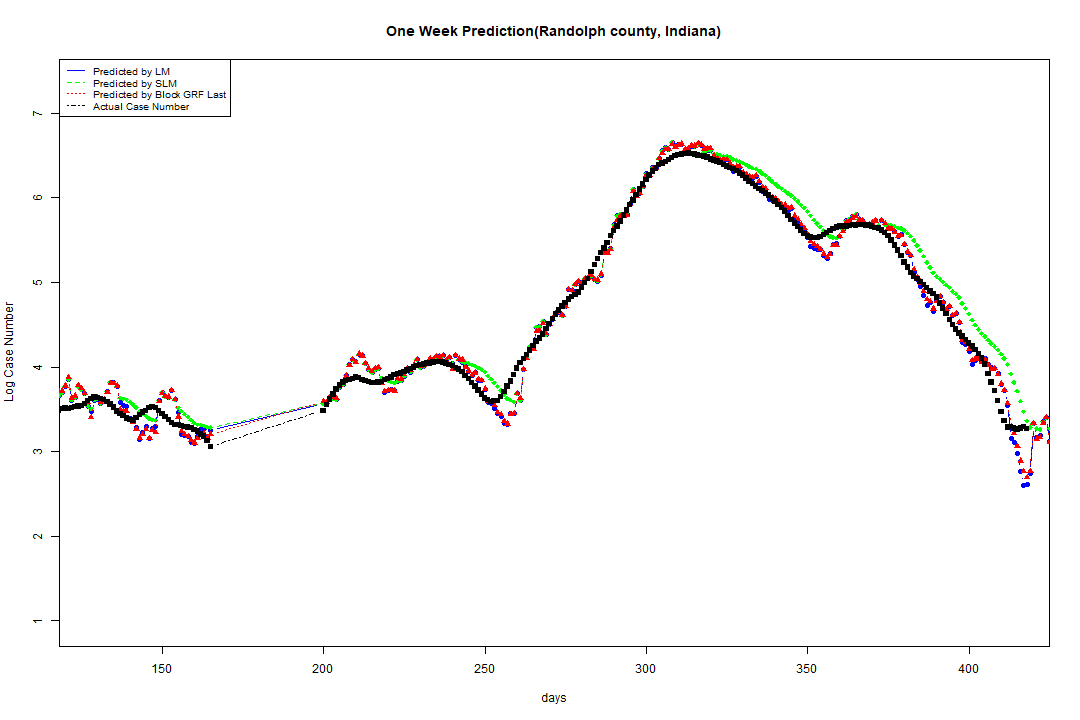 One Week Prediction(Randolph county, Indiana)
Predicted by LM
Predicted by SLM
Predicted by Block GRF Last
Actual Case Number
7
6
5
4
3
2
1
Log Case Number
150 200 250 300 350 400
days